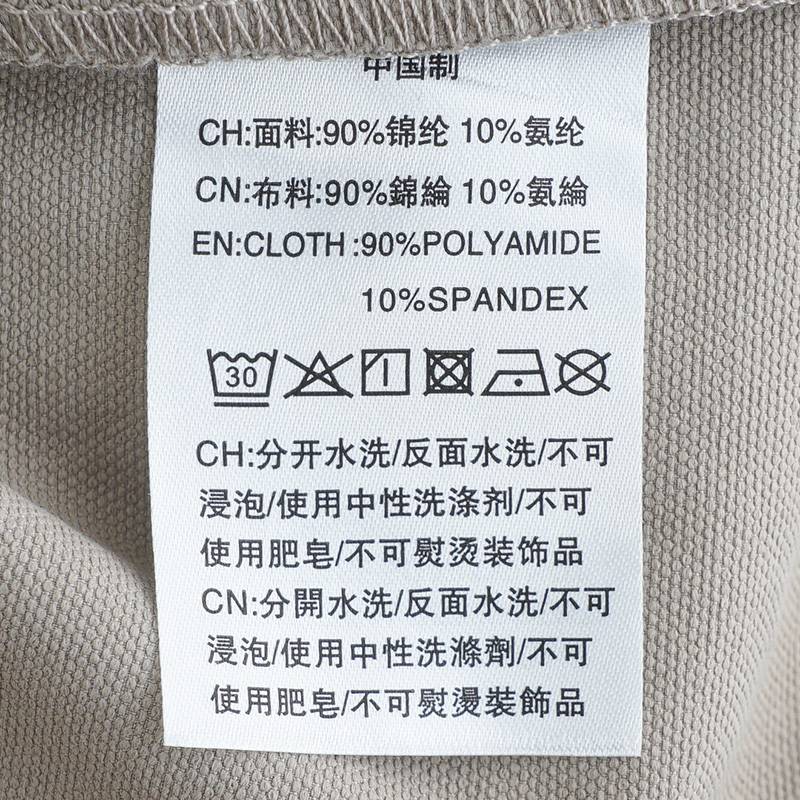 中国制
CH:面料:90%锦纶 10%氨纶
CN:布料:90%錦綸 10%氨綸
EN:CLOTH :90%POLYAMIDE
10%SPANDEX
30
CH:分开水洗/反面水洗/不可
浸泡/使用中性洗涤剂/不可
使用肥皂/不可熨烫装饰品
CN:分開水洗/反面水洗/不可
浸泡/使用中性洗滌劑/不可
使用肥皂/不可熨燙裝飾品